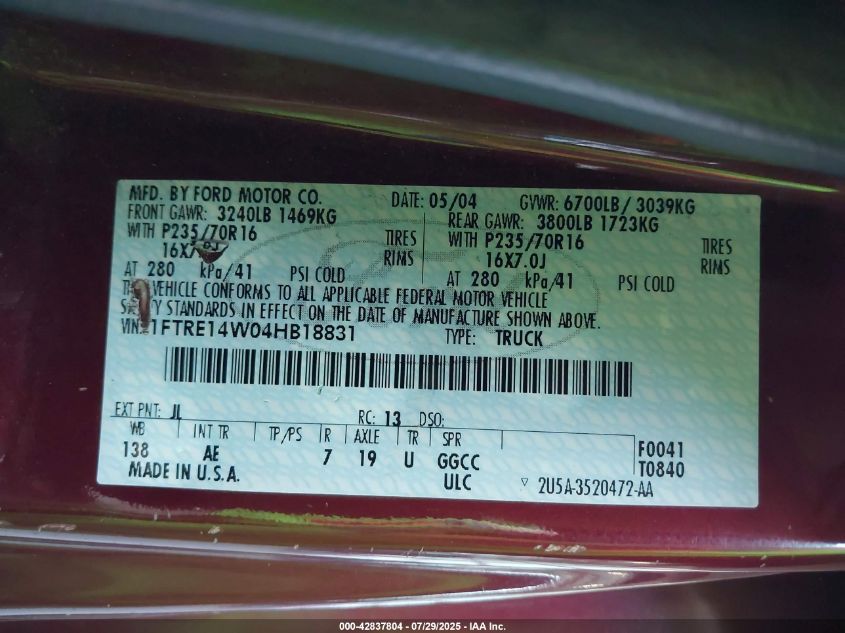 MFD. BY FORD MOTOR CO. DATE: 05/04 GVWR: 6700LB/ 3039KG
FRONT GAWR: 3240LB 1469KG REAR GAWR: 3800LB 1723KG
WITH P235/70R16 TIRES WITH P235/70R16 TIRES
RIMS 16X7.0J RIMS
AT 280 kPa/41 PSI COLD AT 280 kPa/41 PSI COLD
VEHICLE CONFORMS TO ALL APPLICABLE FEDERAL MOTOR VEHICLE
STANDARDS IN EFFECT ON THE DATE OF MANUFACTURE SHOWN ABOVE.
VIN: 1FTRE14W04HB18831 TYPE: TRUCK
EXT PNT: JL RC: 13 DSO:
WB INT TR TP/PS R AXLE TR SPR
138 AE 7 19 U GGCC F0041
ULC T0840
MADE IN U.S.A. 2U5A-3520472-AA
000-42837804 - 07/29/2025 - IAA Inc.